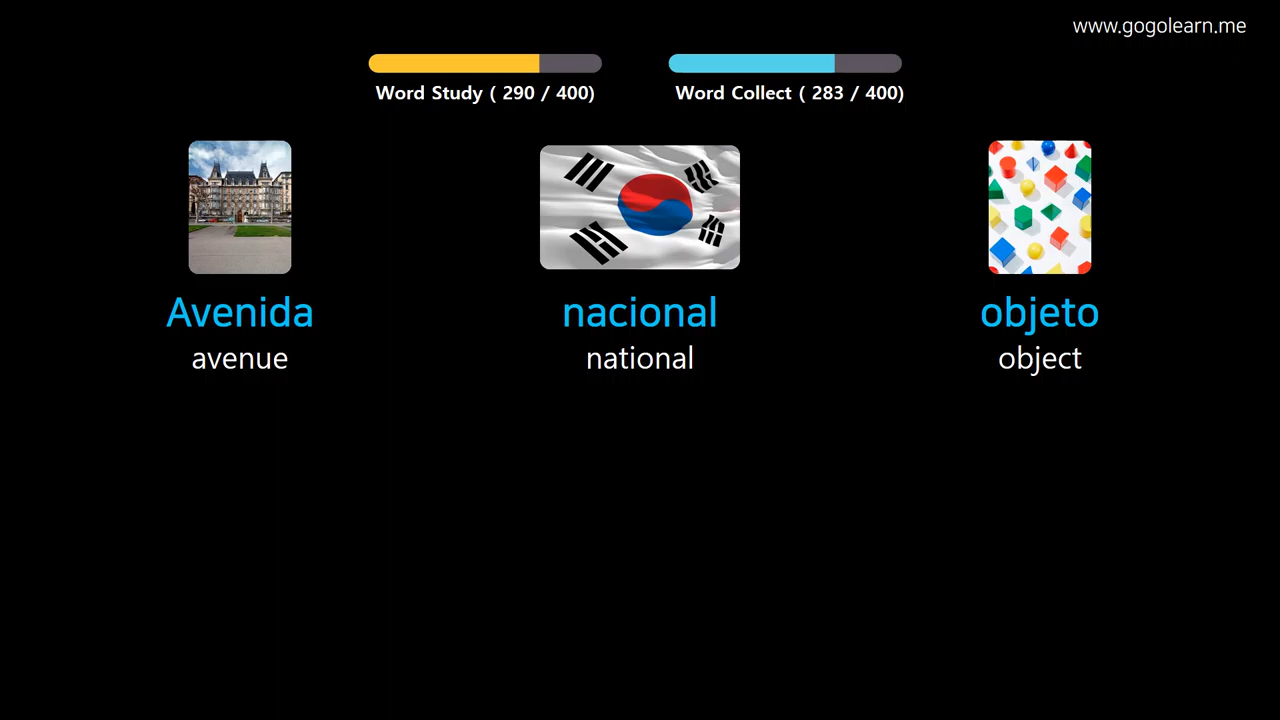 www.gogolearn.me
Word Study ( 290 / 400)
Word Collect ( 283 / 400)
Avenida
avenue
nacional
national
objeto
object